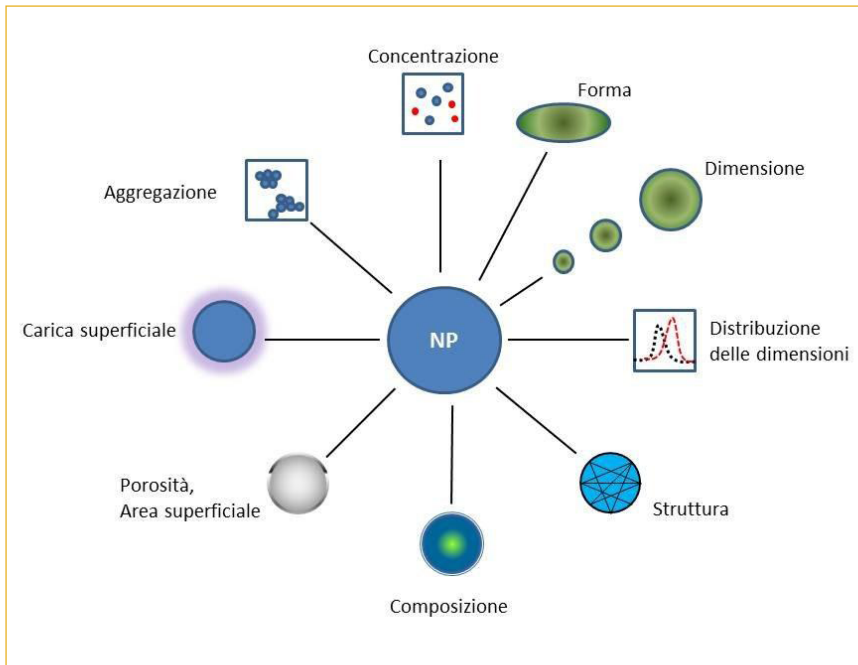 Concentrazione
Forma
Dimensione
Aggregazione
Carica superficiale
NP
Distribuzione
delle dimensioni
Porosità,
Area superficiale
Struttura
Composizione